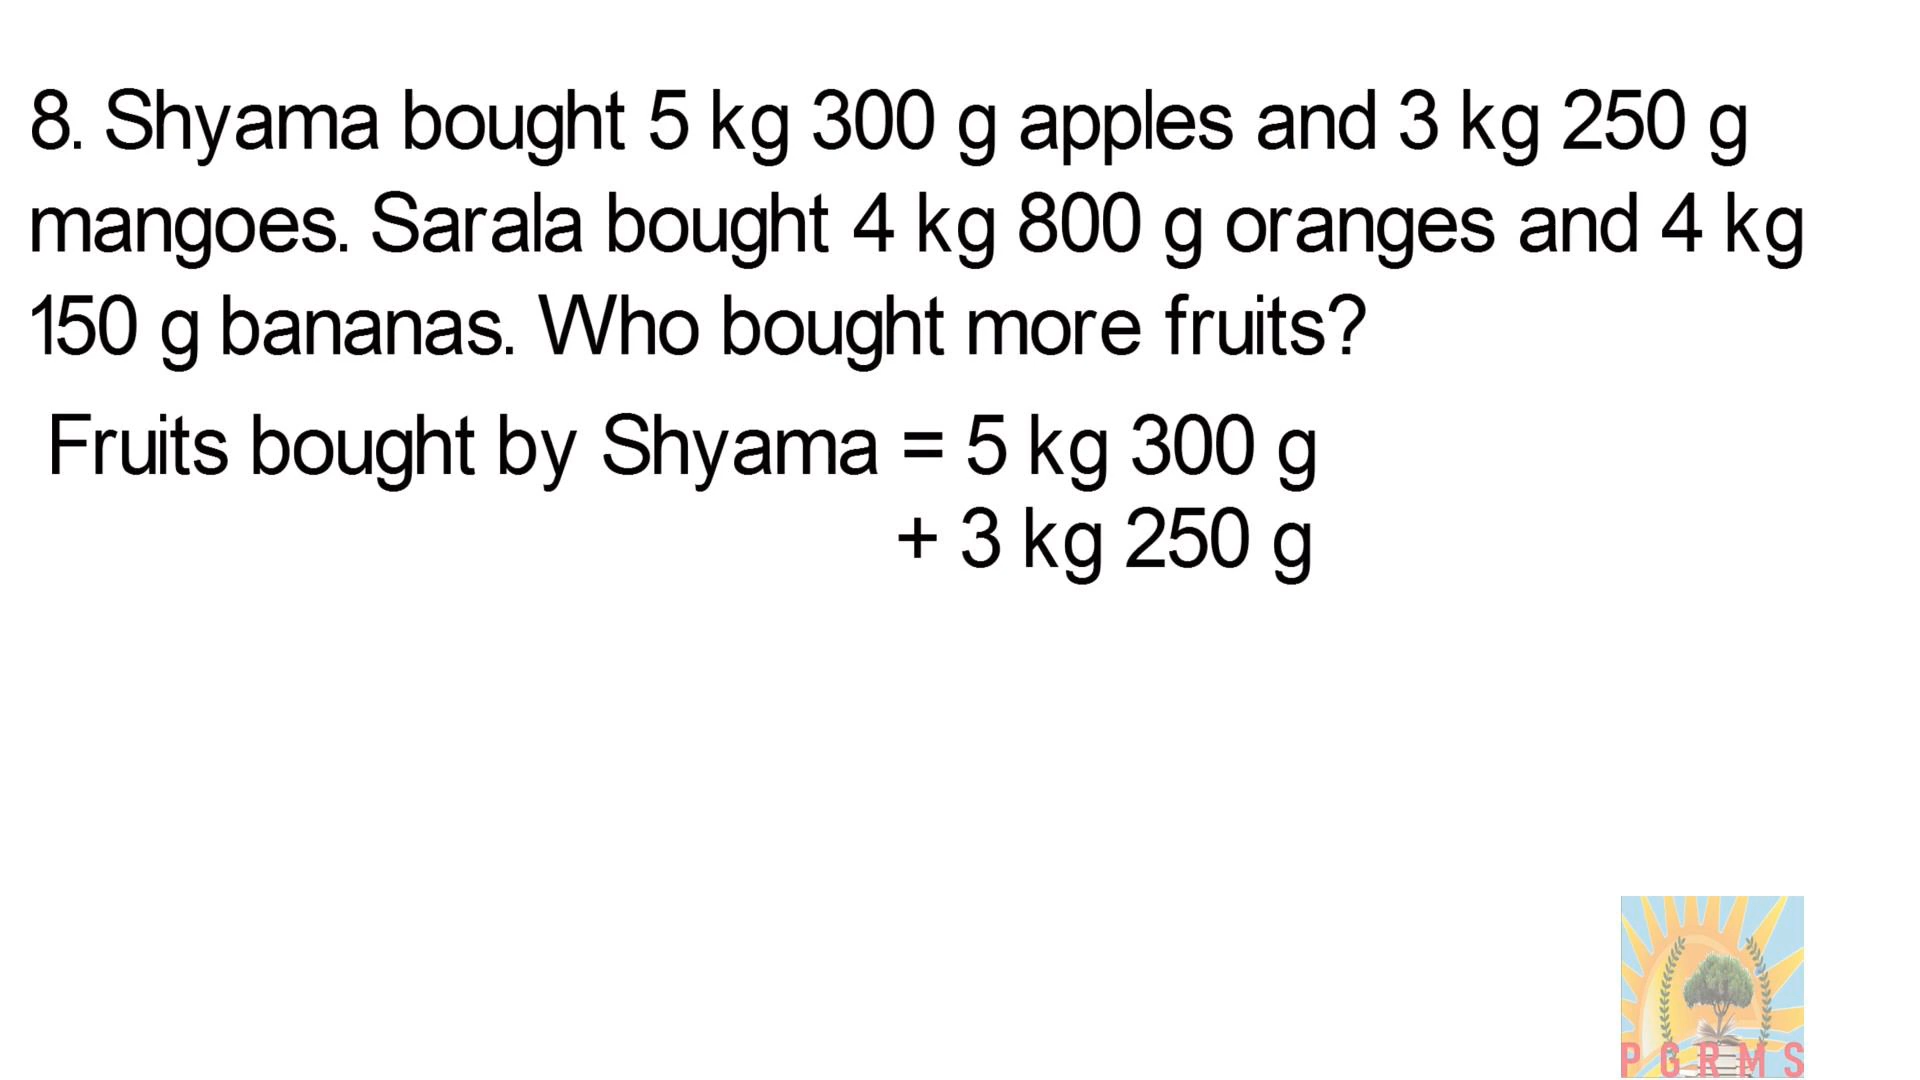 8. Shyama bought 5 kg 300 g apples and 3 kg 250 g
mangoes. Sarala bought 4 kg 800 g oranges and 4 kg
150 g bananas. Who bought more fruits?
Fruits bought by Shyama = 5 kg 300 g
+ 3 kg 250 g
P G R M S